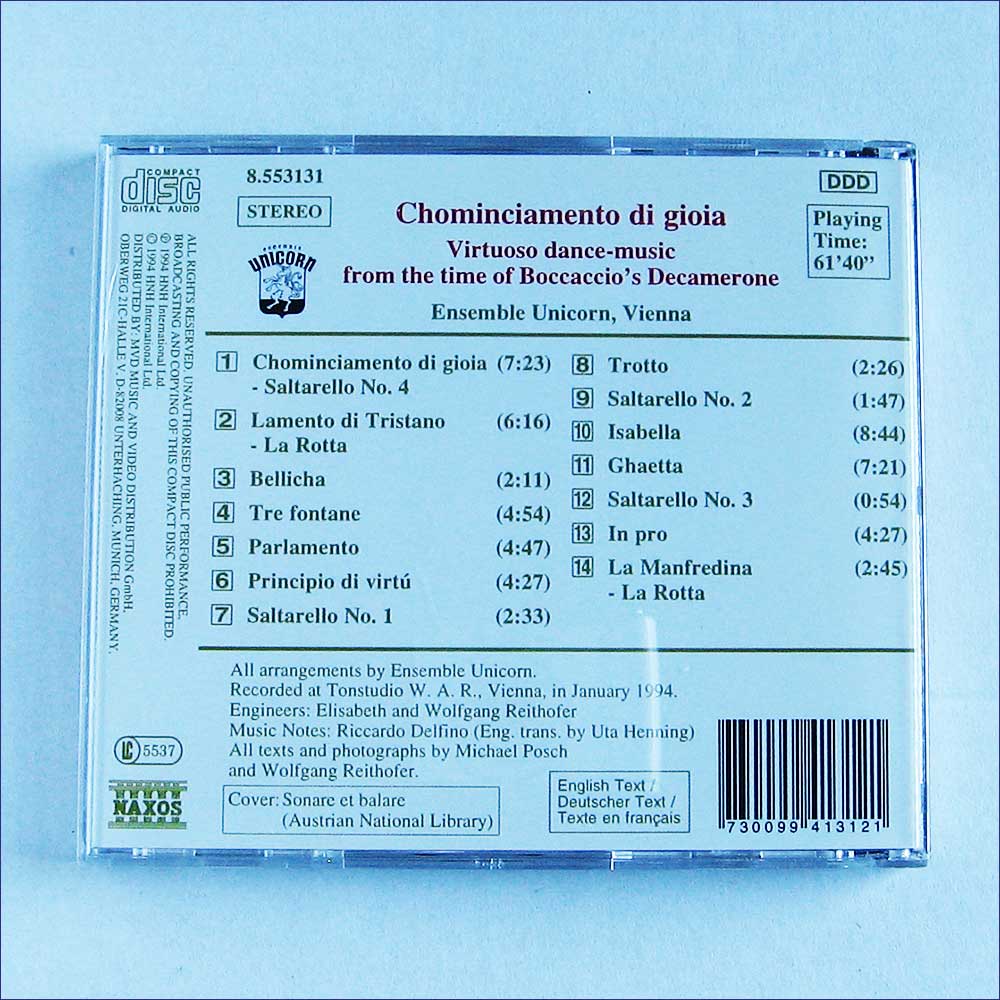 COMPACT
disc
DIGITAL AUDIO
8.553131
STEREO
DDD
Playing
Time:
61'40"
Chominciamento di gioia
Virtuoso dance-music
from the time of Boccaccio's Decamerone
Ensemble Unicorn, Vienna
ensemble
UNICORN
1 Chominciamento di gioia (7:23)
- Saltarello No. 4
2 Lamento di Tristano (6:16)
- La Rotta
3 Bellicha (2:11)
4 Tre fontane (4:54)
5 Parlamento (4:47)
6 Principio di virtú (4:27)
7 Saltarello No. 1 (2:33)
8 Trotto (2:26)
9 Saltarello No. 2 (1:47)
10 Isabella (8:44)
11 Ghaetta (7:21)
12 Saltarello No. 3 (0:54)
13 In pro (4:27)
14 La Manfredina (2:45)
- La Rotta
All arrangements by Ensemble Unicorn.
Recorded at Tonstudio W. A. R., Vienna, in January 1994.
Engineers: Elisabeth and Wolfgang Reithofer
Music Notes: Riccardo Delfino (Eng. trans. by Uta Henning)
All texts and photographs by Michael Posch
and Wolfgang Reithofer.
Cover: Sonare et balare
(Austrian National Library)
English Text /
Deutscher Text /
Texte en français
730099 413121
LC 5537
NAXOS
ALL RIGHTS RESERVED. UNAUTHORISED PUBLIC PERFORMANCE,
BROADCASTING AND COPYING OF THIS COMPACT DISC PROHIBITED.
℗ 1994 HNH International Ltd.
© 1994 HNH International Ltd.
DISTRIBUTED BY: MVD MUSIC AND VIDEO DISTRIBUTION GmbH,
OBERWEG 21C-HALLE V. D-82008 UNTERHACHING, MUNICH, GERMANY.